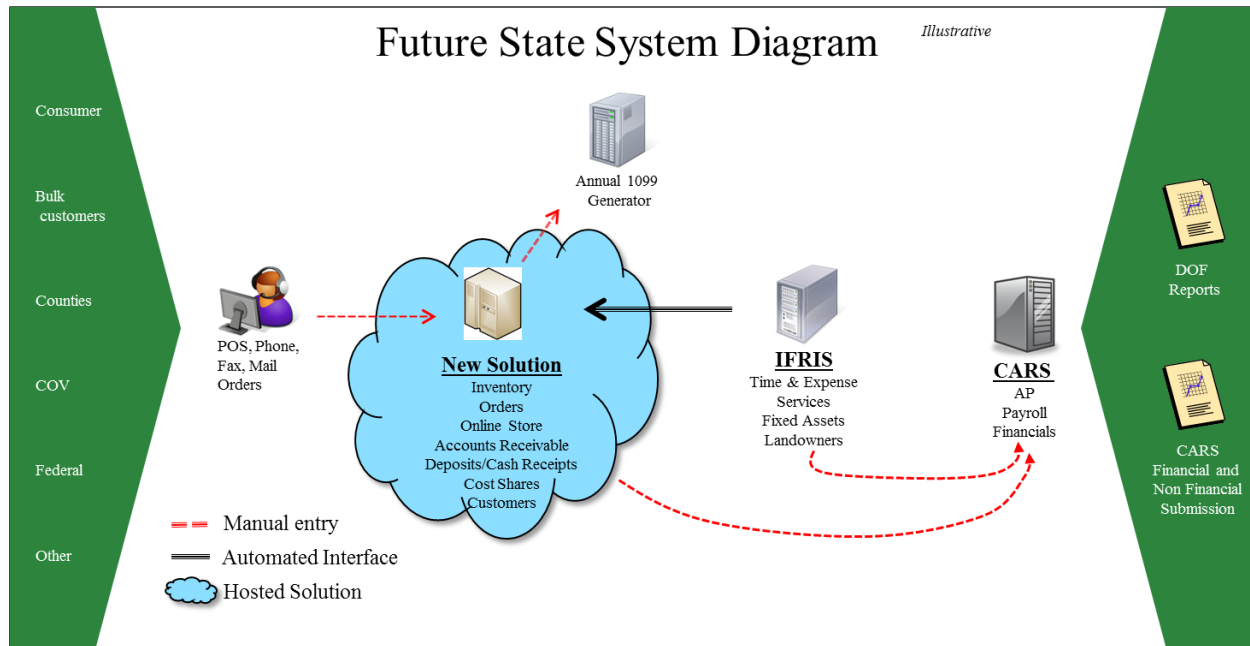 Future State System Diagram
Illustrative
Consumer
Bulk
customers
Counties
COV
Federal
Other
Annual 1099
Generator
POS, Phone,
Fax, Mail
Orders
New Solution
Inventory
Orders
Online Store
Accounts Receivable
Deposits/Cash Receipts
Cost Shares
Customers
IFRIS
Time & Expense
Services
Fixed Assets
Landowners
CARS
AP
Payroll
Financials
DOF
Reports
CARS
Financial and
Non Financial
Submission
Manual entry
Automated Interface
Hosted Solution